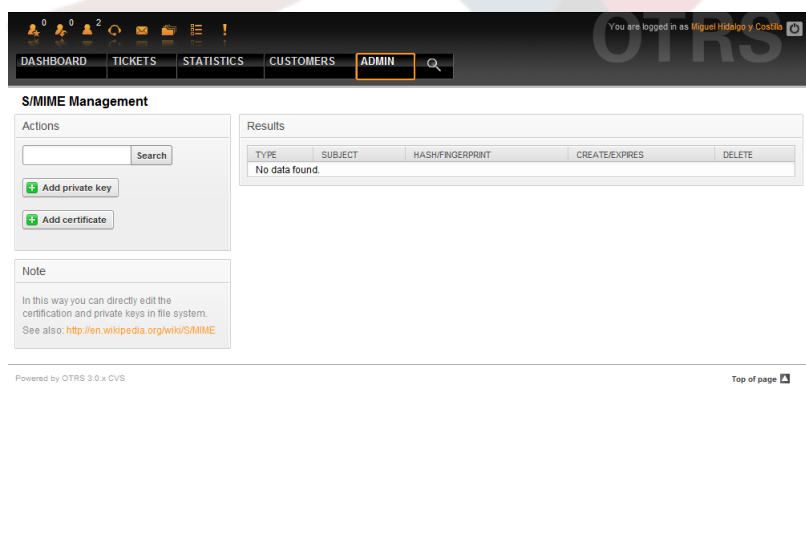 0 0 2
You are logged in as Miguel Hidalgo y Costilla
OTRS
DASHBOARD TICKETS STATISTICS CUSTOMERS ADMIN
S/MIME Management
Actions
Search
Add private key
Add certificate
Note
In this way you can directly edit the
certification and private keys in file system.
See also: http://en.wikipedia.org/wiki/S/MIME
Results
TYPE SUBJECT HASH/FINGERPRINT CREATE/EXPIRES DELETE
No data found.
Powered by OTRS 3.0.x CVS
Top of page